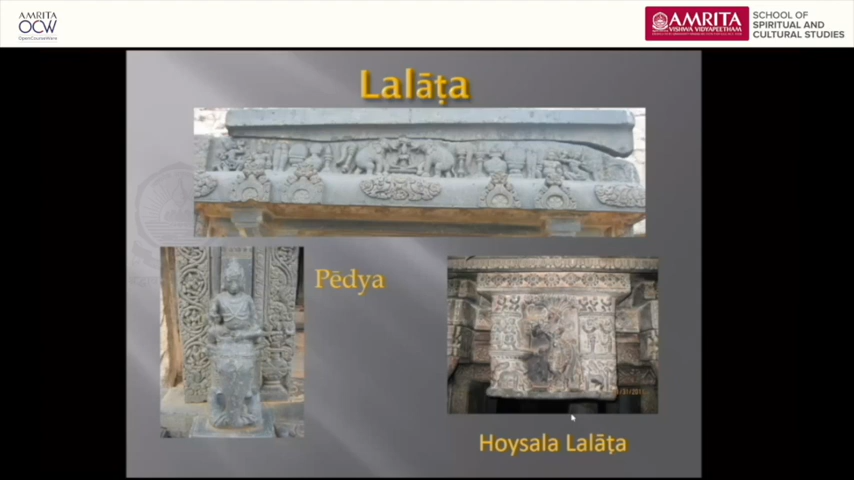 AMRITA
OCW
OpenCourseWare
AMRITA
VISHWA VIDYAPEETHAM
SCHOOL OF
SPIRITUAL AND
CULTURAL STUDIES
Lalāṭa
Pēdya
Hoysala Lalāṭa